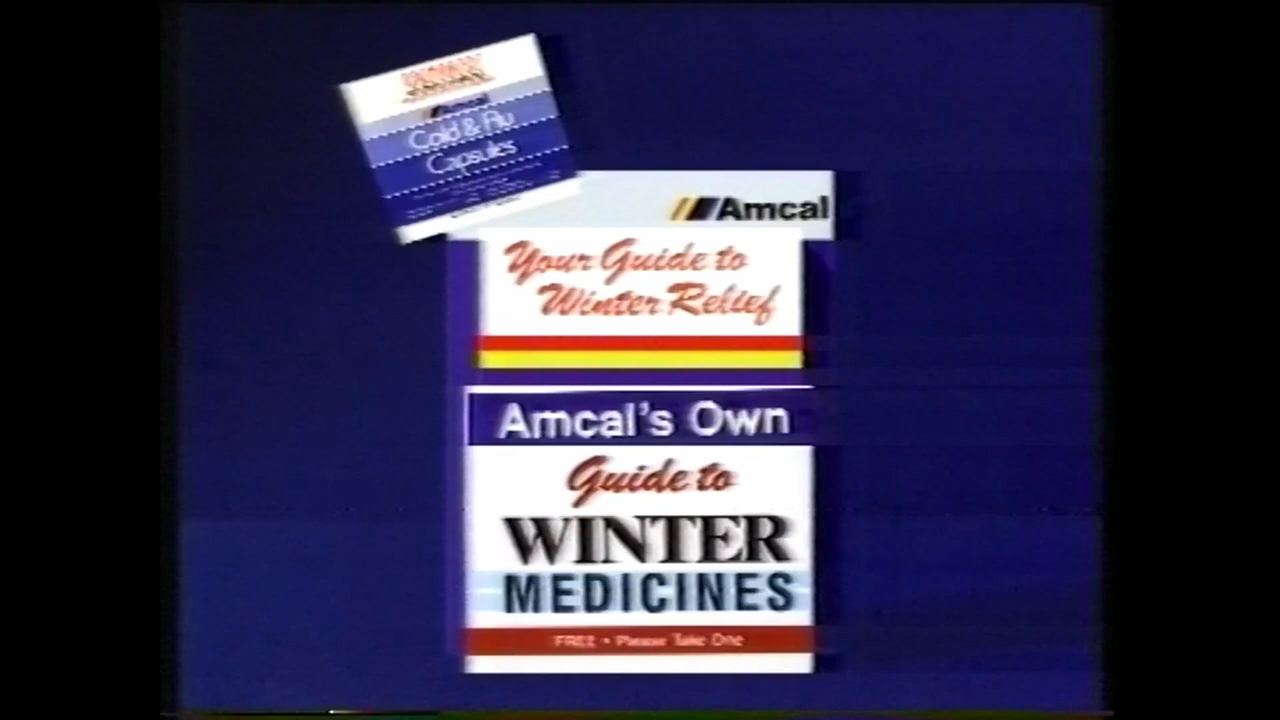 Amcal
Cold & Flu
Capsules
Amcal
Your Guide to
Winter Relief
Amcal's Own
Guide to
WINTER
MEDICINES
FREE • Please Take One